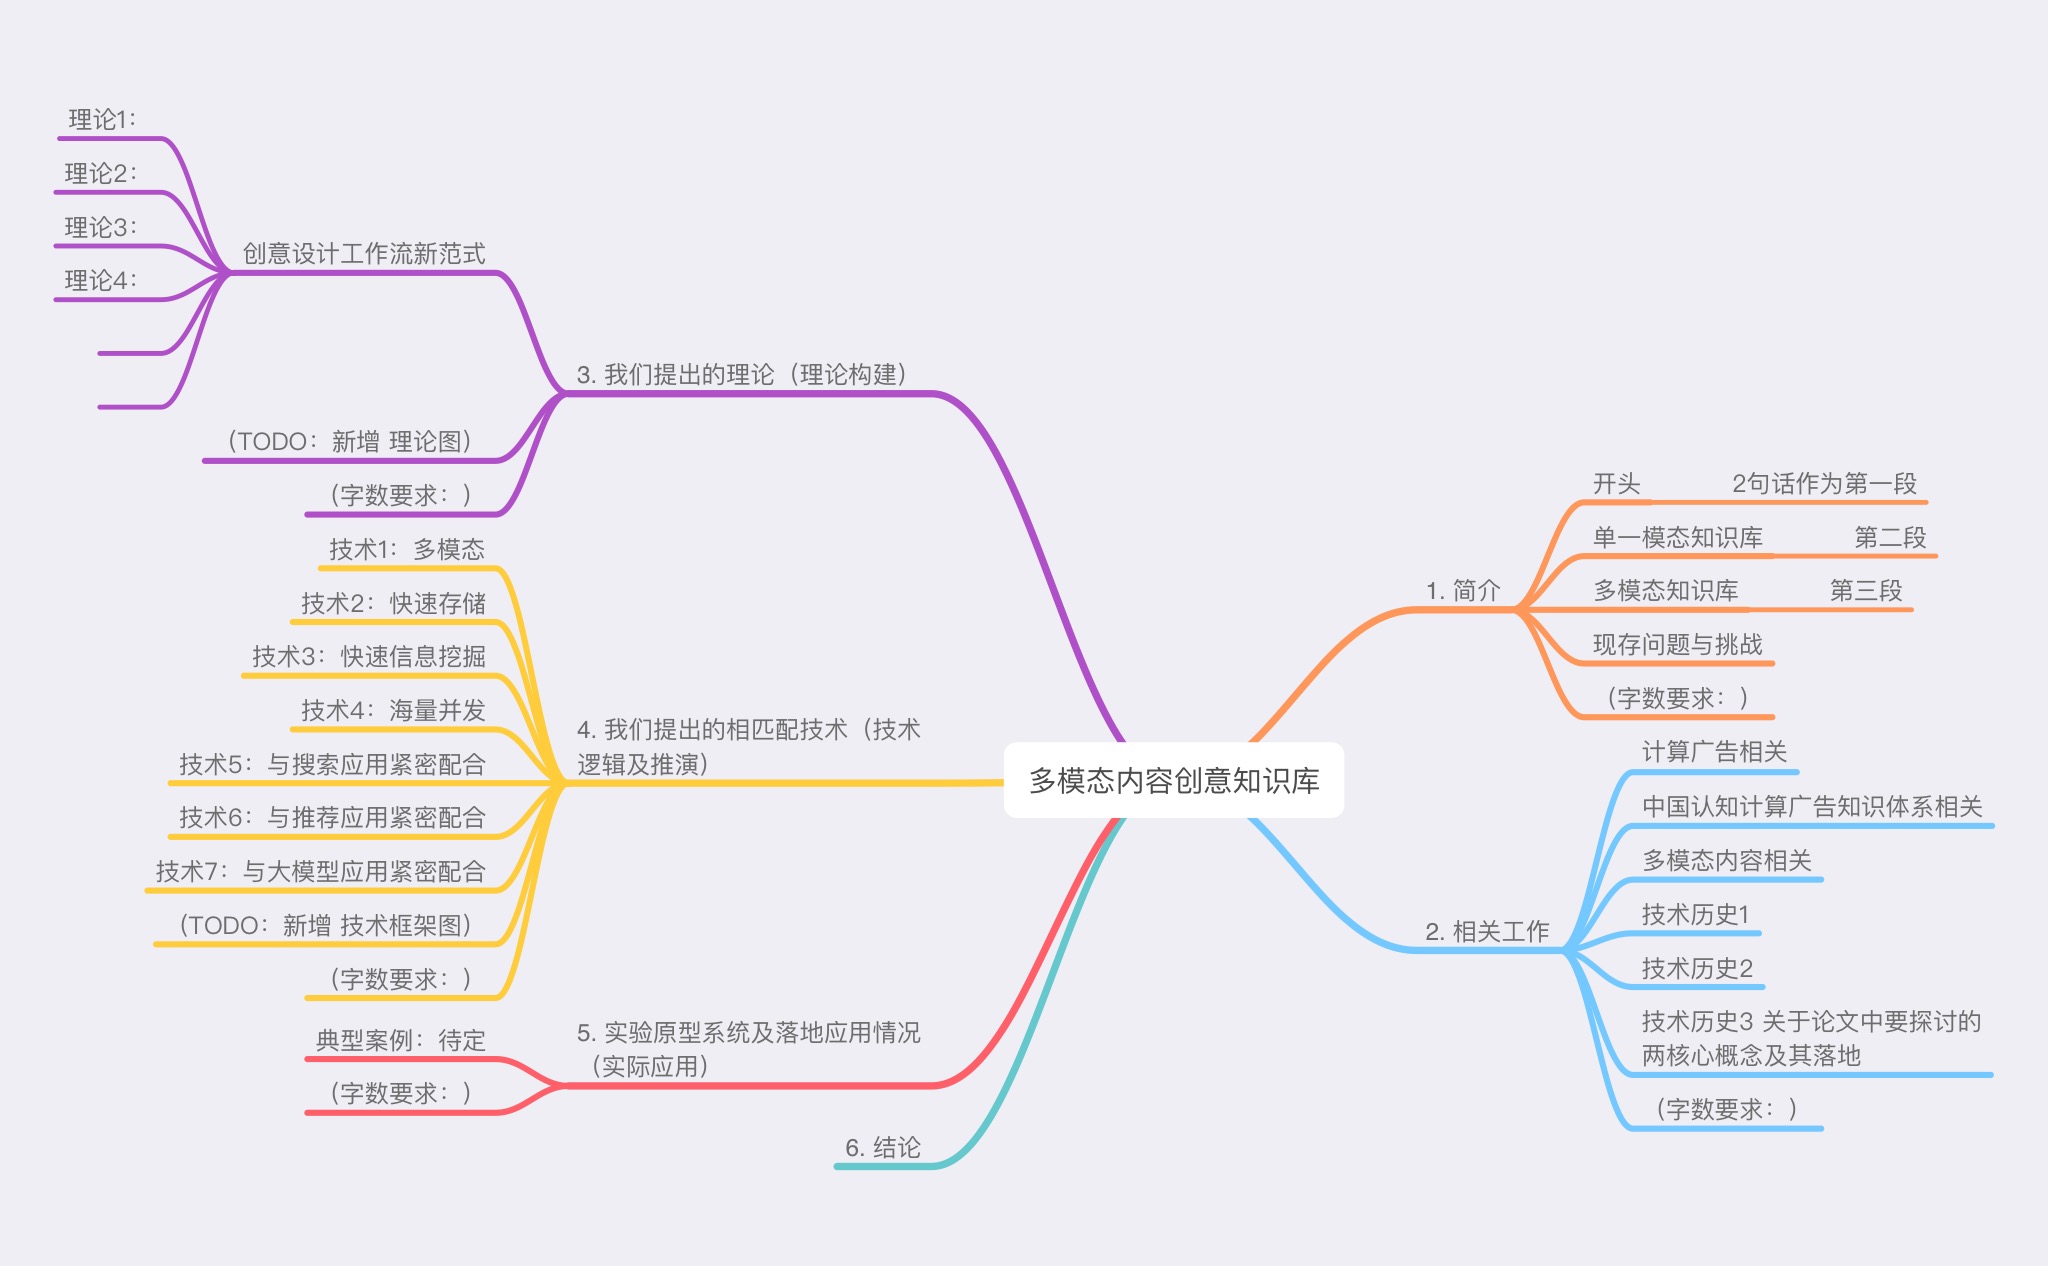 多模态内容创意知识库
1. 简介
开头
2句话作为第一段
单一模态知识库
第二段
多模态知识库
第三段
现存问题与挑战
（字数要求：）
2. 相关工作
计算广告相关
中国认知计算广告知识体系相关
多模态内容相关
技术历史1
技术历史2
技术历史3 关于论文中要探讨的
两核心概念及其落地
（字数要求：）
3. 我们提出的理论（理论构建）
创意设计工作流新范式
理论1：
理论2：
理论3：
理论4：
（TODO：新增 理论图）
（字数要求：）
4. 我们提出的相匹配技术（技术
逻辑及推演）
技术1：多模态
技术2：快速存储
技术3：快速信息挖掘
技术4：海量并发
技术5：与搜索应用紧密配合
技术6：与推荐应用紧密配合
技术7：与大模型应用紧密配合
（TODO：新增 技术框架图）
（字数要求：）
5. 实验原型系统及落地应用情况
（实际应用）
典型案例：待定
（字数要求：）
6. 结论